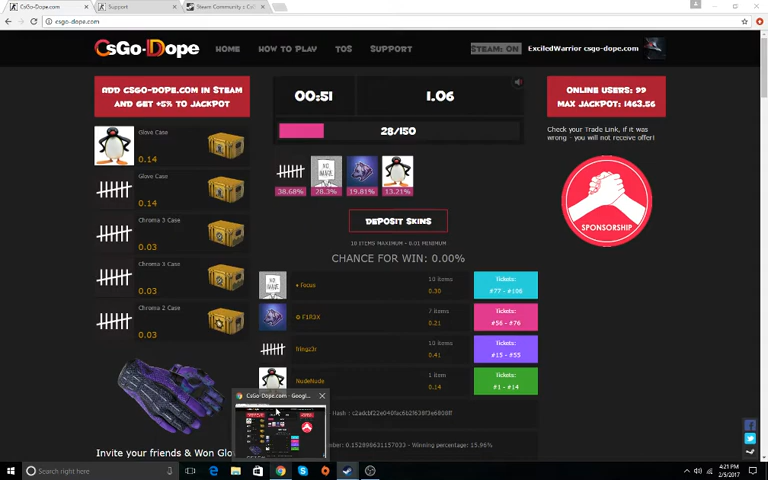 CsGo-Dope.com
Support
Steam Community :: CsG
csgo-dope.com
CsGo-Dope
HOME
HOW TO PLAY
TOS
SUPPORT
STEAM: ON
ExciledWarrior csgo-dope.com
ADD CSGO-DOPE.COM IN STEAM
AND GET +5% TO JACKPOT
00:51
1.06
28/150
ONLINE USERS: 99
MAX JACKPOT: 1463.56
Check your Trade Link, if it was
wrong - you will not receive offer!
SPONSORSHIP
Glove Case
0.14
Glove Case
0.14
Chroma 3 Case
0.03
Chroma 3 Case
0.03
Chroma 2 Case
0.03
38.68%
NO IMAGE
28.3%
19.81%
13.21%
DEPOSIT SKINS
10 ITEMS MAXIMUM - 0.01 MINIMUM
CHANCE FOR WIN: 0.00%
Focus
10 items
0.30
Tickets:
#77 - #106
F1R3X
7 items
0.21
Tickets:
#56 - #76
10 items
0.41
Tickets:
#15 - #55
NudeNude
1 item
0.14
Tickets:
#1 - #14
CsGo-Dope.com - Googl...
Invite your friends & Won Glo
Winning percentage: 15.96%
Search right here
4:21 PM
2/5/2017